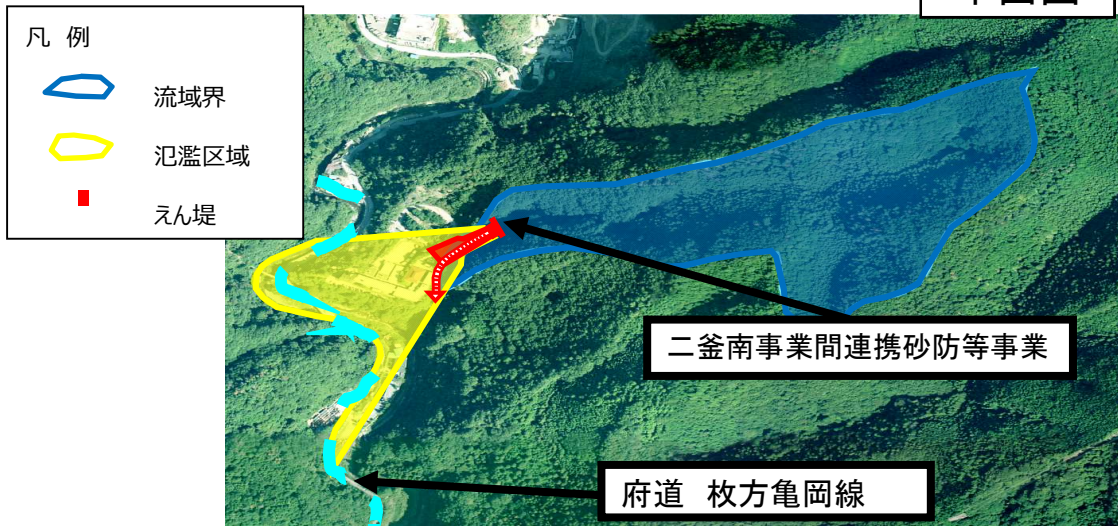 凡 例
流域界
氾濫区域
えん堤
二釜南事業間連携砂防等事業
府道 枚方亀岡線